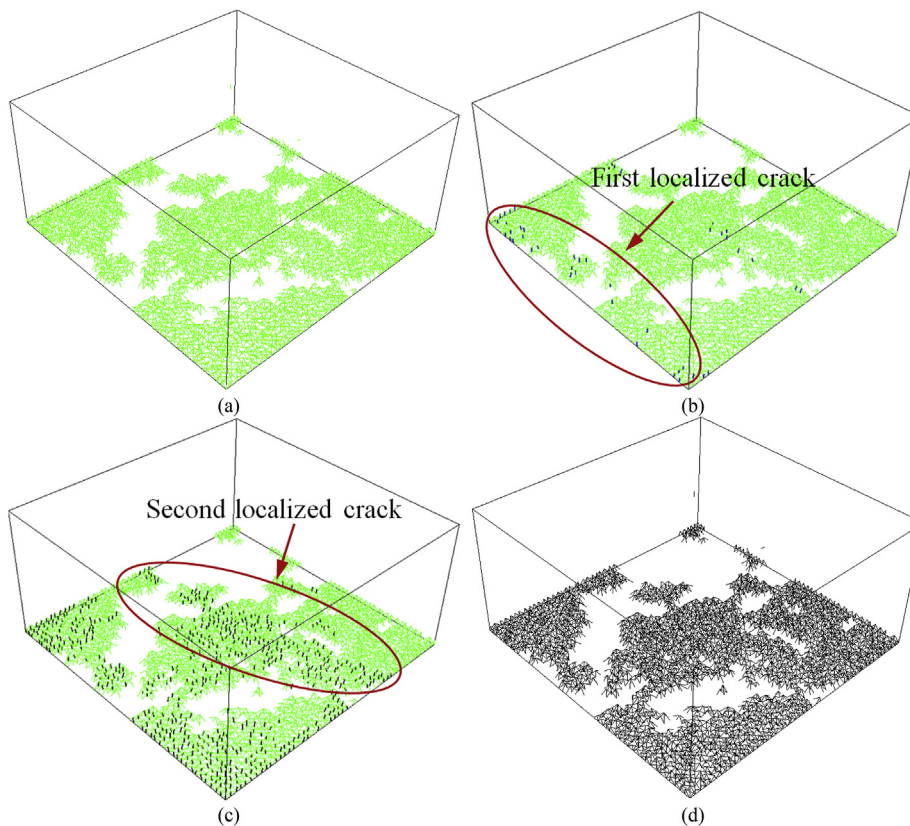 First localized crack
(a)
(b)
Second localized crack
(c)
(d)